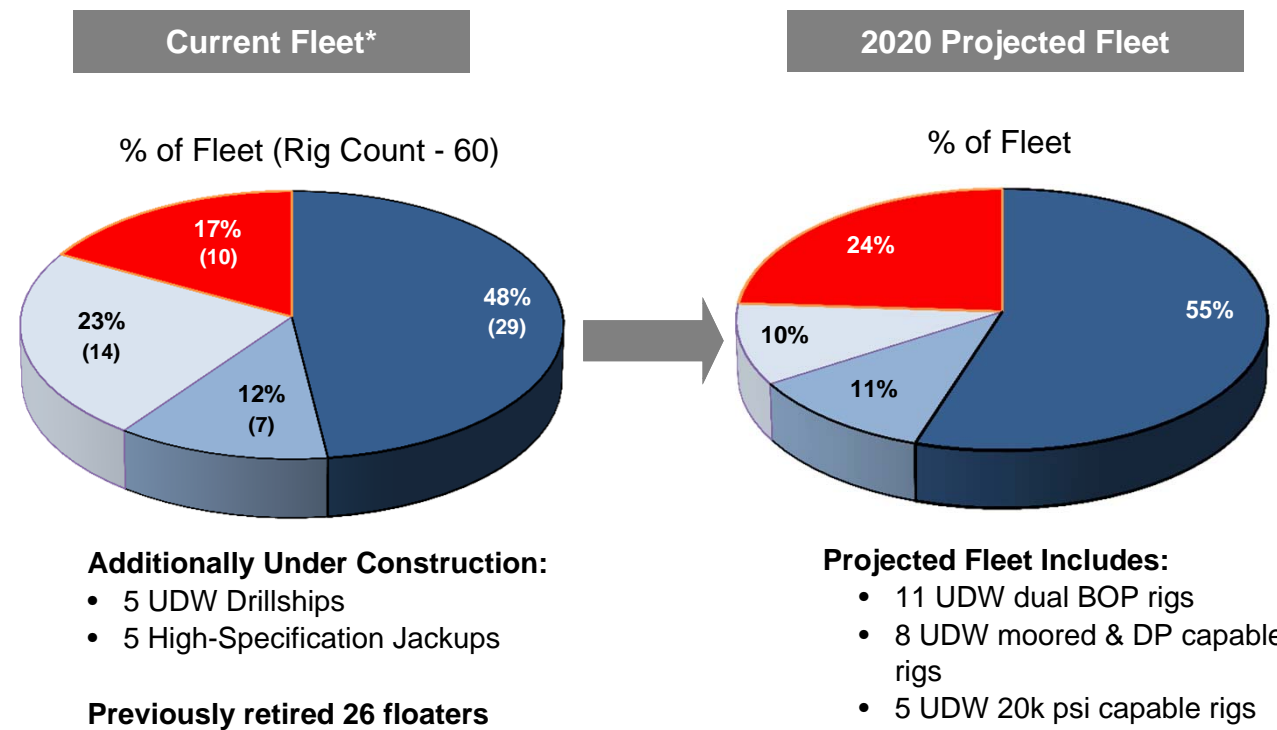 Current Fleet*
% of Fleet (Rig Count - 60)
17%
(10)
48%
(29)
23%
(14)
12%
(7)
Additionally Under Construction:
• 5 UDW Drillships
• 5 High-Specification Jackups
Previously retired 26 floaters
2020 Projected Fleet
% of Fleet
24%
55%
10%
11%
Projected Fleet Includes:
• 11 UDW dual BOP rigs
• 8 UDW moored & DP capable
rigs
• 5 UDW 20k psi capable rigs